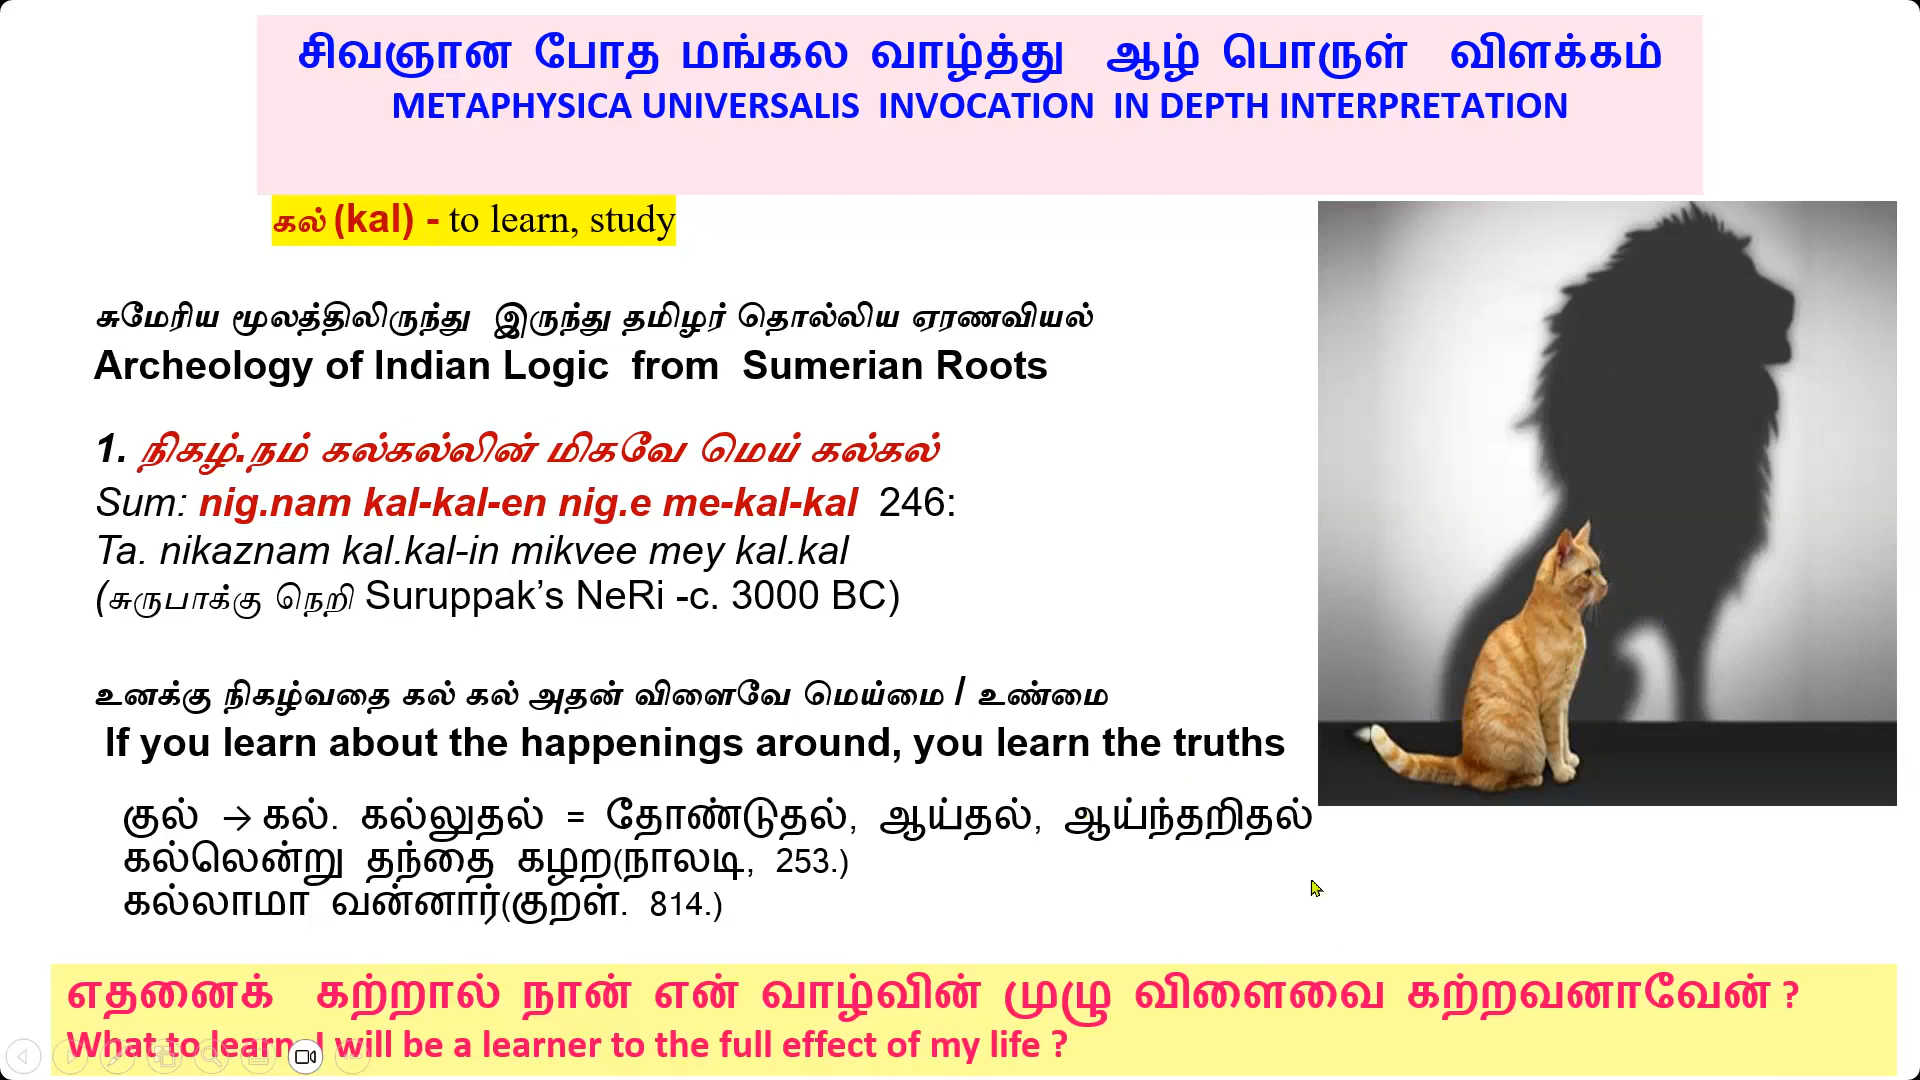 சிவஞான போத மங்கல வாழ்த்து ஆழ் பொருள் விளக்கம்
METAPHYSICA UNIVERSALIS INVOCATION IN DEPTH INTERPRETATION
கல் (kal) - to learn, study
சுமேரிய மூலத்திலிருந்து இருந்து தமிழர் தொல்லிய ஏரணவியல்
Archeology of Indian Logic from Sumerian Roots
1. நிகழ்.நம் கல்கல்லின் மிகவே மெய் கல்கல்
Sum: nig.nam kal-kal-en nig.e me-kal-kal 246:
Ta. nikaznam kal.kal-in mikvee mey kal.kal
(சுருபாக்கு நெறி Suruppak’s NeRi -c. 3000 BC)
உனக்கு நிகழ்வதை கல் கல் அதன் விளைவே மெய்மை / உண்மை
If you learn about the happenings around, you learn the truths
குல் → கல். கல்லுதல் = தோண்டுதல், ஆய்தல், ஆய்ந்தறிதல்
கல்லென்று தந்தை கழற(நாலடி, 253.)
கல்லாமா வன்னார்(குறள். 814.)
எதனைக் கற்றால் நான் என் வாழ்வின் முழு விளைவை கற்றவனாவேன் ?
What to learn, I will be a learner to the full effect of my life ?